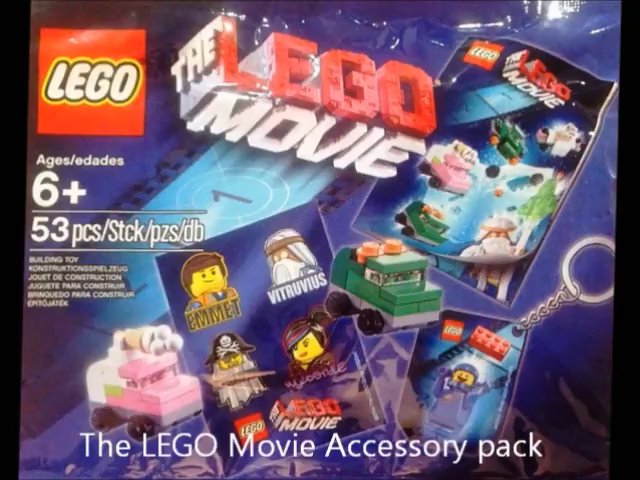 LEGO
THE
LEGO
MOVIE
LEGO
THE
LEGO
MOVIE
Ages/edades
6+
53 pcs/Stck/pzs/db
BUILDING TOY
KONSTRUKTIONSSPIELZEUG
JOUET DE CONSTRUCTION
JUGUETE PARA CONSTRUIR
BRINQUEDO PARA CONSTRUIR
ÉPÍTŐJÁTÉK
EMMET
VITRUVIUS
Wyldstyle
LEGO
LEGO
THE
LEGO
MOVIE
The LEGO Movie Accessory pack